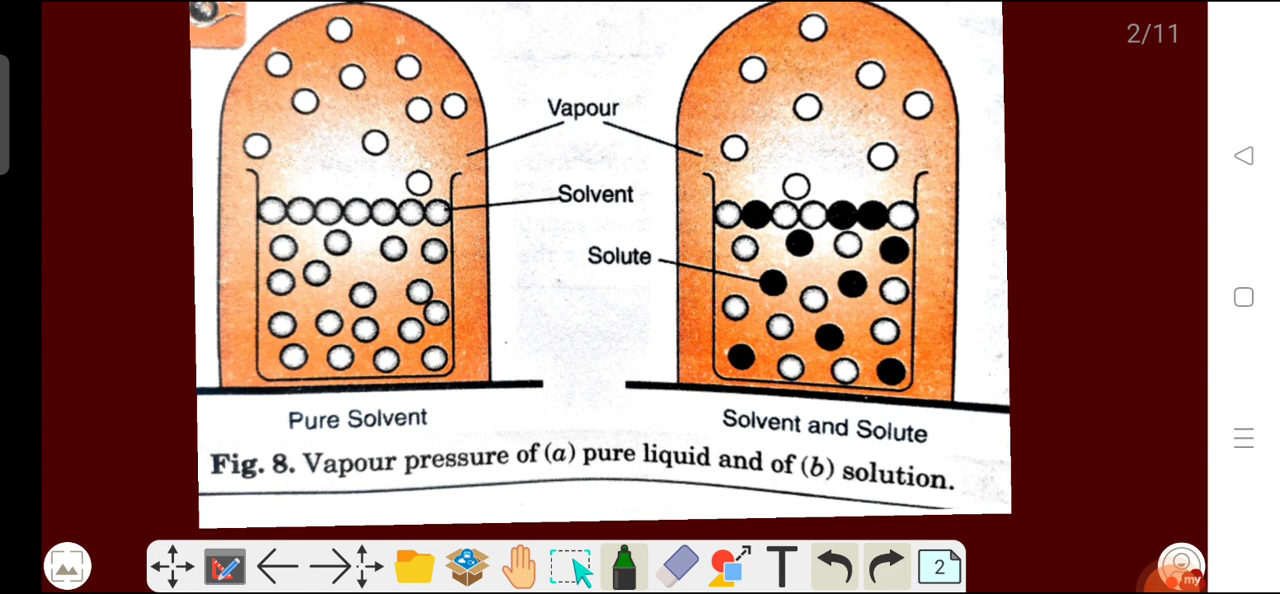 2/11
Vapour
Solvent
Solute
Pure Solvent
Solvent and Solute
Fig. 8. Vapour pressure of (a) pure liquid and of (b) solution.
T
2
my